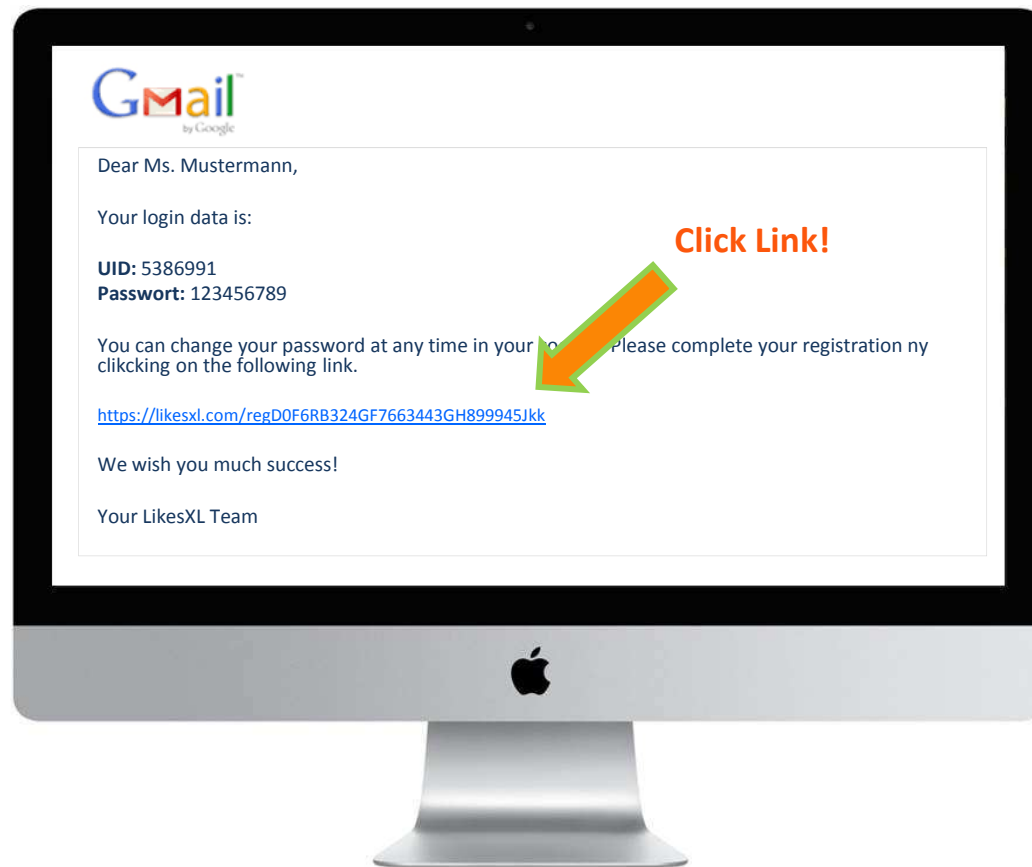 Gmail™
by Google
Dear Ms. Mustermann,
Your login data is:
Click Link!
UID: 5386991
Passwort: 123456789
You can change your password at any time in your Please complete your registration ny
clikcking on the following link.
https://likesxl.com/regD0F6RB324GF7663443GH899945Jkk
We wish you much success!
Your LikesXL Team